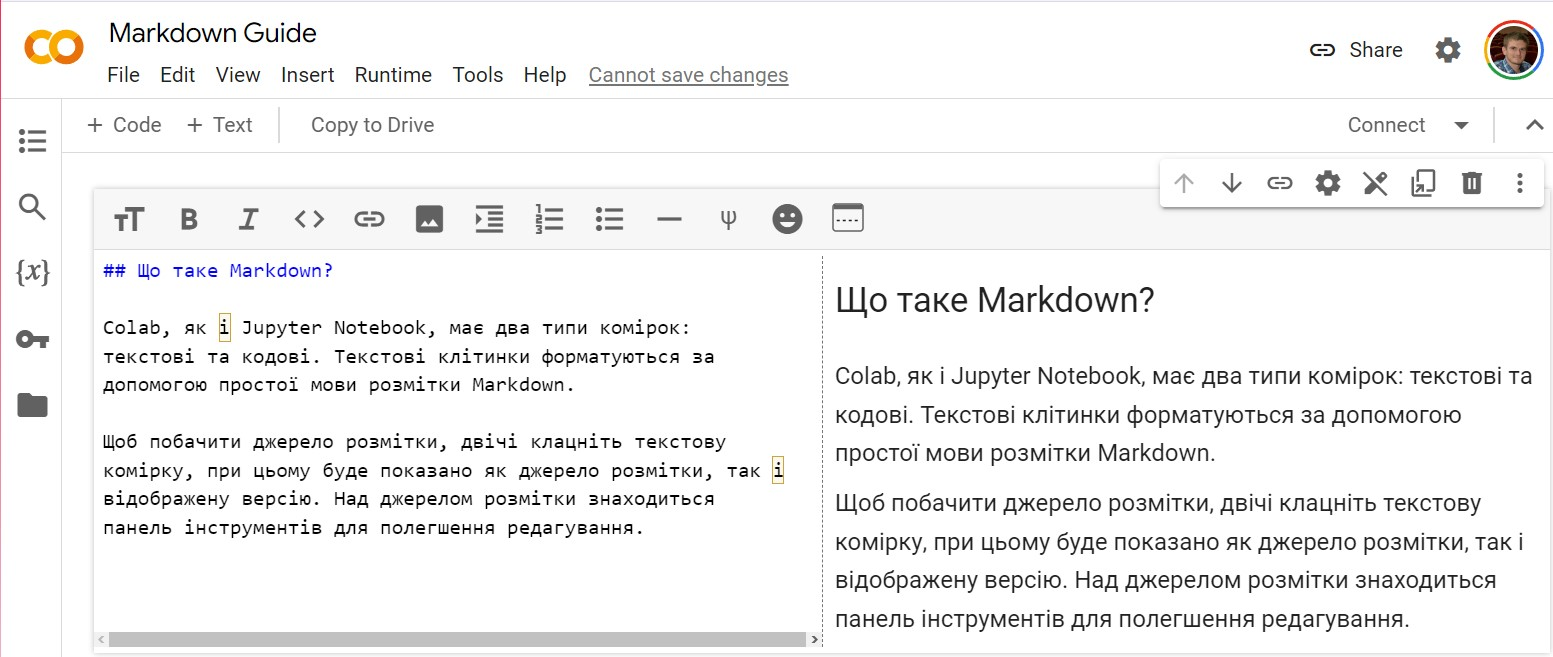 Markdown Guide
File Edit View Insert Runtime Tools Help Cannot save changes
Share
+ Code + Text Copy to Drive
Connect
## Що таке Markdown?
Colab, як і Jupyter Notebook, має два типи комірок:
текстові та кодові. Текстові клітинки форматуються за
допомогою простої мови розмітки Markdown.
Щоб побачити джерело розмітки, двічі клацніть текстову
комірку, при цьому буде показано як джерело розмітки, так і
відображену версію. Над джерелом розмітки знаходиться
панель інструментів для полегшення редагування.
Що таке Markdown?
Colab, як і Jupyter Notebook, має два типи комірок: текстові та
кодові. Текстові клітинки форматуються за допомогою
простої мови розмітки Markdown.
Щоб побачити джерело розмітки, двічі клацніть текстову
комірку, при цьому буде показано як джерело розмітки, так і
відображену версію. Над джерелом розмітки знаходиться
панель інструментів для полегшення редагування.